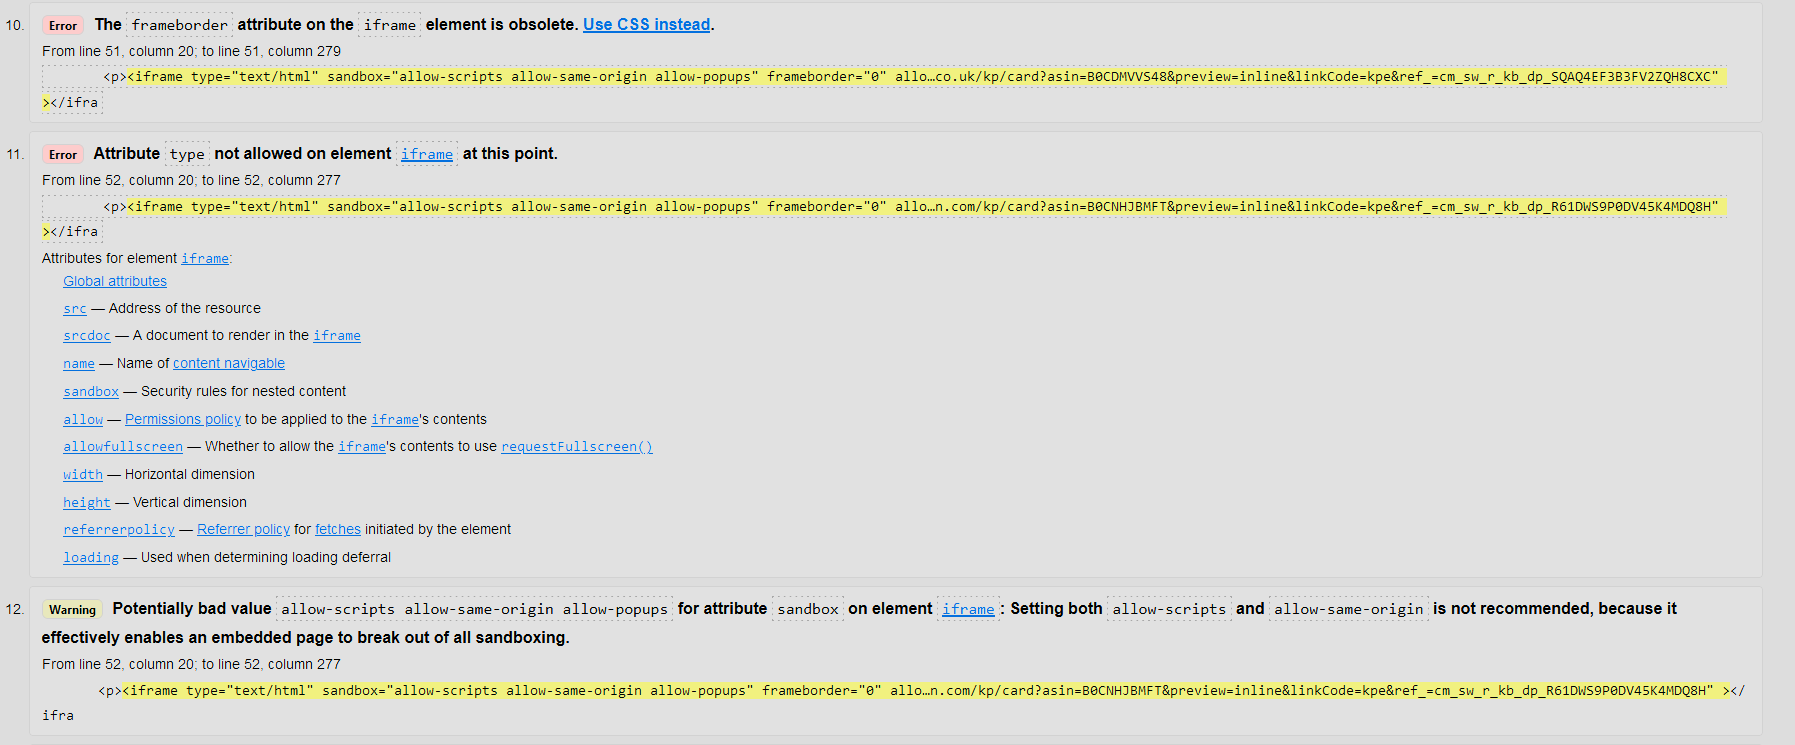 10. Error The frameborder attribute on the iframe element is obsolete. Use CSS instead.
From line 51, column 20; to line 51, column 279
<p><iframe type="text/html" sandbox="allow-scripts allow-same-origin allow-popups" frameborder="0" allo…co.uk/kp/card?asin=B0CDMVVS48&preview=inline&linkCode=kpe&ref_=cm_sw_r_kb_dp_SQAQ4EF3B3FV2ZQH8CXC"
></ifra
11. Error Attribute type not allowed on element iframe at this point.
From line 52, column 20; to line 52, column 277
<p><iframe type="text/html" sandbox="allow-scripts allow-same-origin allow-popups" frameborder="0" allo…n.com/kp/card?asin=B0CNHJBMFT&preview=inline&linkCode=kpe&ref_=cm_sw_r_kb_dp_R61DWS9P0DV45K4MDQ8H"
></ifra
Attributes for element iframe:
Global attributes
src — Address of the resource
srcdoc — A document to render in the iframe
name — Name of content navigable
sandbox — Security rules for nested content
allow — Permissions policy to be applied to the iframe's contents
allowfullscreen — Whether to allow the iframe's contents to use requestFullscreen()
width — Horizontal dimension
height — Vertical dimension
referrerpolicy — Referrer policy for fetches initiated by the element
loading — Used when determining loading deferral
12. Warning Potentially bad value allow-scripts allow-same-origin allow-popups for attribute sandbox on element iframe: Setting both allow-scripts and allow-same-origin is not recommended, because it
effectively enables an embedded page to break out of all sandboxing.
From line 52, column 20; to line 52, column 277
<p><iframe type="text/html" sandbox="allow-scripts allow-same-origin allow-popups" frameborder="0" allo…n.com/kp/card?asin=B0CNHJBMFT&preview=inline&linkCode=kpe&ref_=cm_sw_r_kb_dp_R61DWS9P0DV45K4MDQ8H" ></
ifra